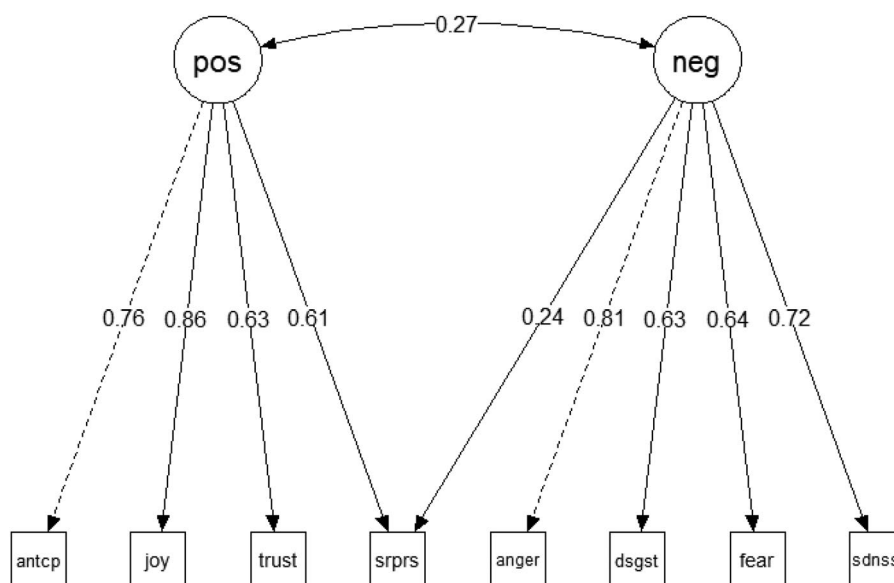 0.27
pos neg
0.76 0.86 0.63 0.61 0.24 0.81 0.63 0.64 0.72
antcp joy trust srprs anger dsgst fear sdnss